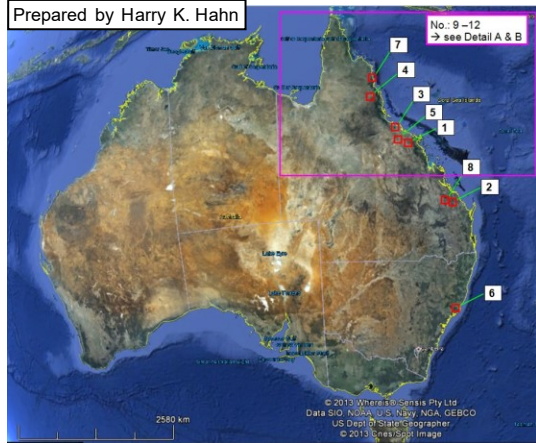 Prepared by Harry K. Hahn
No.: 9 –12
→ see Detail A & B
7
4
3
5
1
8
2
6
Lake Eyre
2580 km
© 2013 Whereis® Sensis Pty Ltd
Data SIO, NOAA, U.S. Navy, NGA, GEBCO
US Dept of State Geographer
© 2013 Cnes/Spot Image